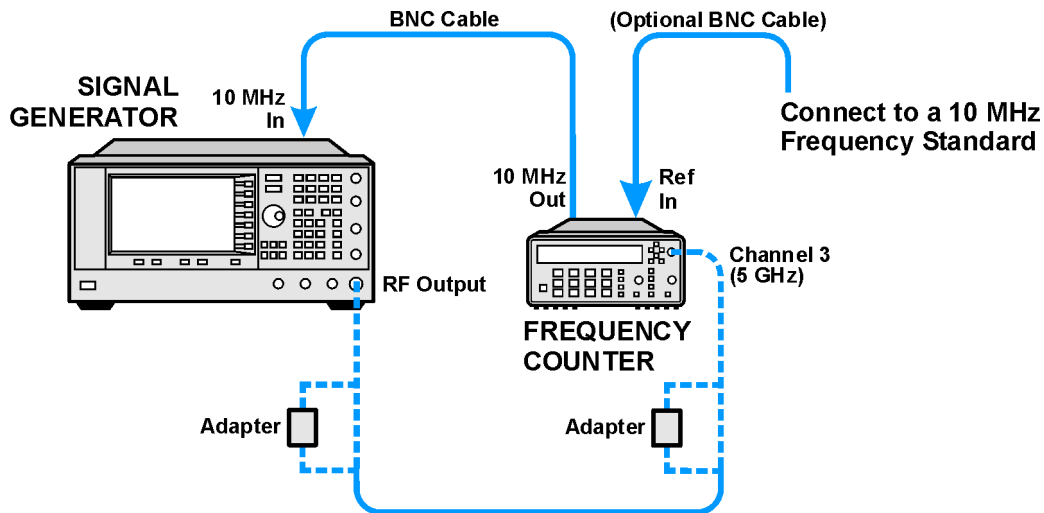 BNC Cable
(Optional BNC Cable)
SIGNAL
GENERATOR
10 MHz
In
Connect to a 10 MHz
Frequency Standard
10 MHz
Out
Ref
In
Channel 3
(5 GHz)
RF Output
FREQUENCY
COUNTER
Adapter
Adapter